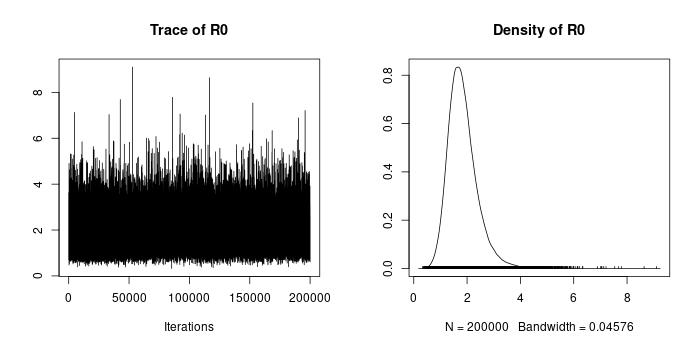 Trace of R0
8
6
4
2
0
0 50000 100000 150000 200000
Iterations
Density of R0
0.8
0.6
0.4
0.2
0.0
0 2 4 6 8
N = 200000 Bandwidth = 0.04576